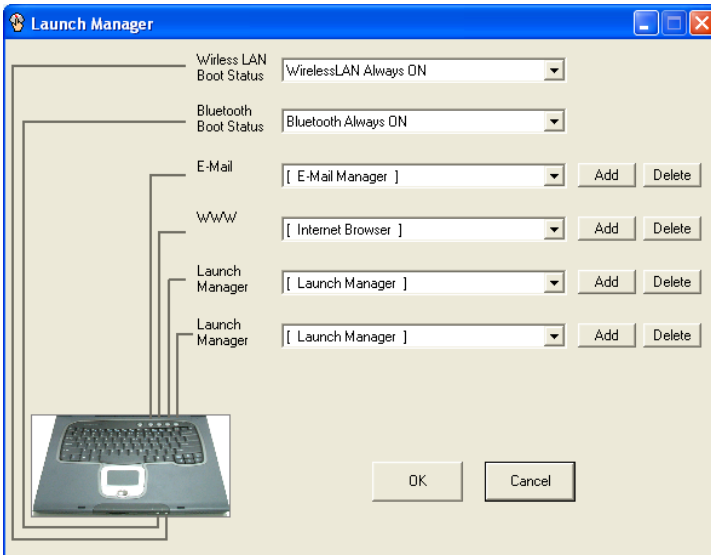 Launch Manager
Wirless LAN
Boot Status
WirelessLAN Always ON
Bluetooth
Boot Status
Bluetooth Always ON
E-Mail
[ E-Mail Manager ]
Add
Delete
WWW
[ Internet Browser ]
Add
Delete
Launch
Manager
[ Launch Manager ]
Add
Delete
Launch
Manager
[ Launch Manager ]
Add
Delete
OK
Cancel